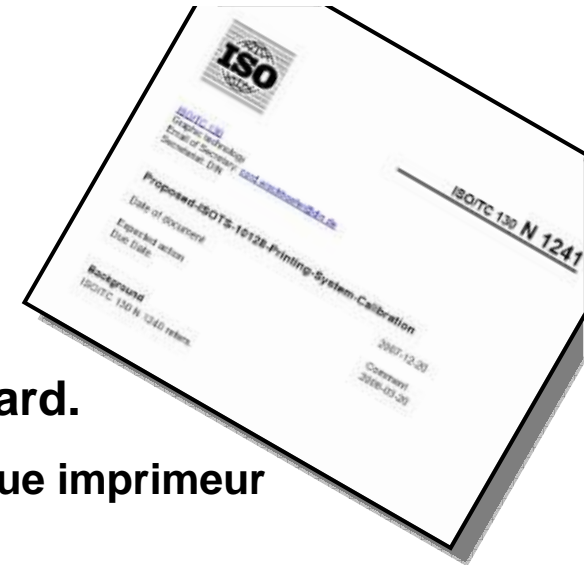 ISO
ISO/TC 130
Graphic technology
Email of Secretary:
Secretariat: DIN
ISO/TC 130 N 1241
Proposed-ISOTS-10128-Printing-System-Calibration
Date of document 2007-12-20
Expected action Comment
Due Date 2008-03-20
Background
ISO/TC 130 N 1240 refers.
ard.
ue imprimeur